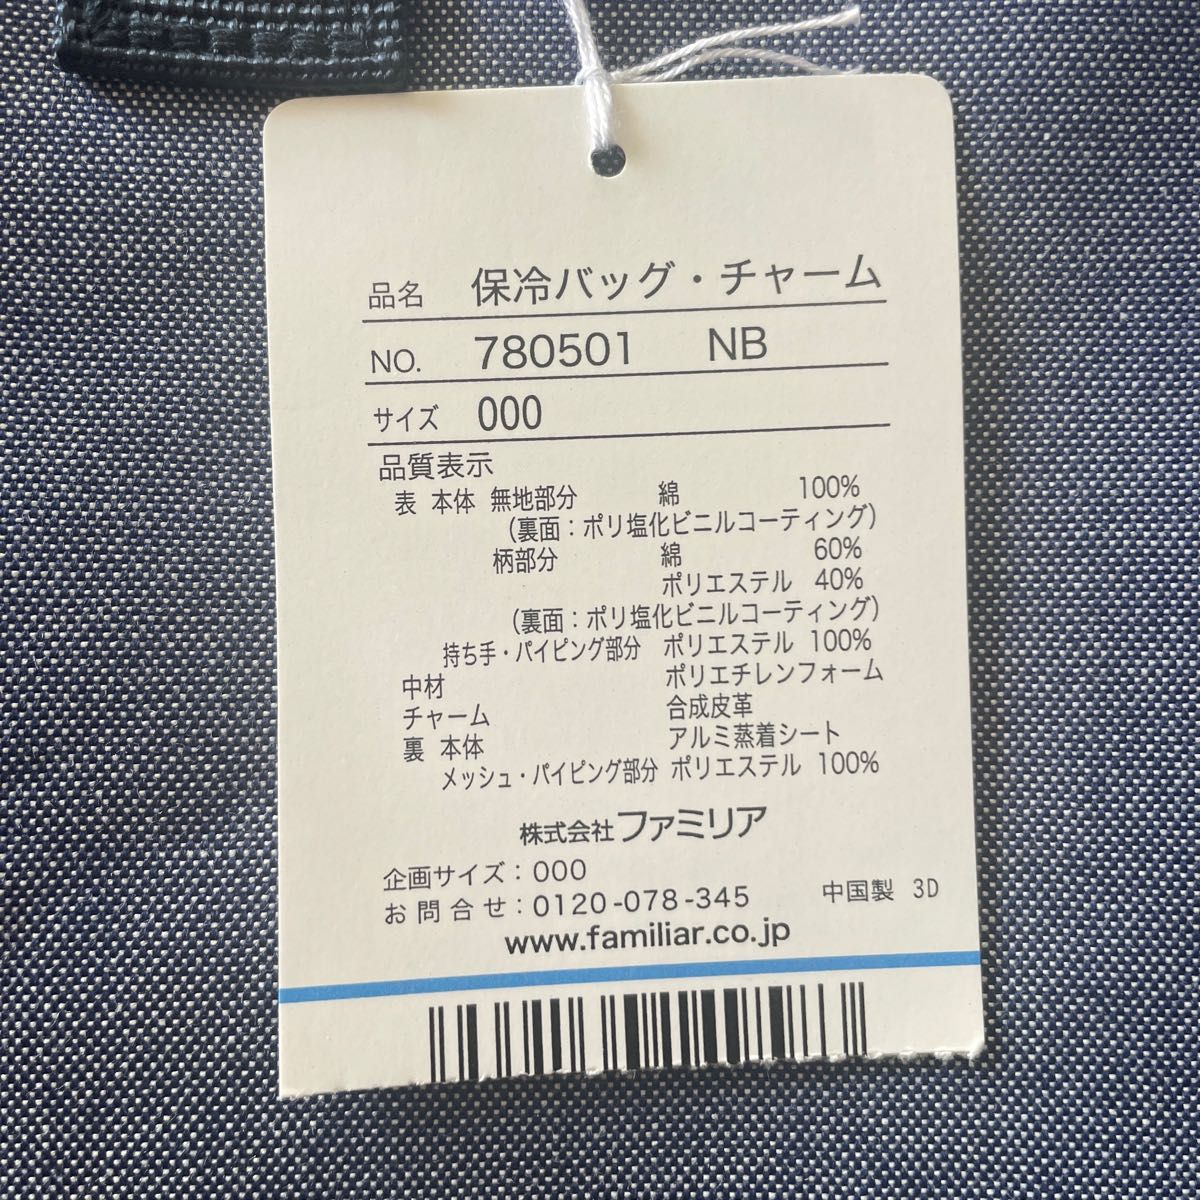 品名 保冷バッグ・チャーム
NO. 780501 NB
サイズ 000
品質表示
表 本体 無地部分 綿 100%
(裏面：ポリ塩化ビニルコーティング)
柄部分 綿 60%
ポリエステル 40%
(裏面：ポリ塩化ビニルコーティング)
持ち手・パイピング部分 ポリエステル 100%
中材 ポリエチレンフォーム
チャーム 合成皮革
裏 本体 アルミ蒸着シート
メッシュ・パイピング部分 ポリエステル 100%
株式会社ファミリア
企画サイズ：000
お問合せ：0120-078-345 中国製 3D
www.familiar.co.jp